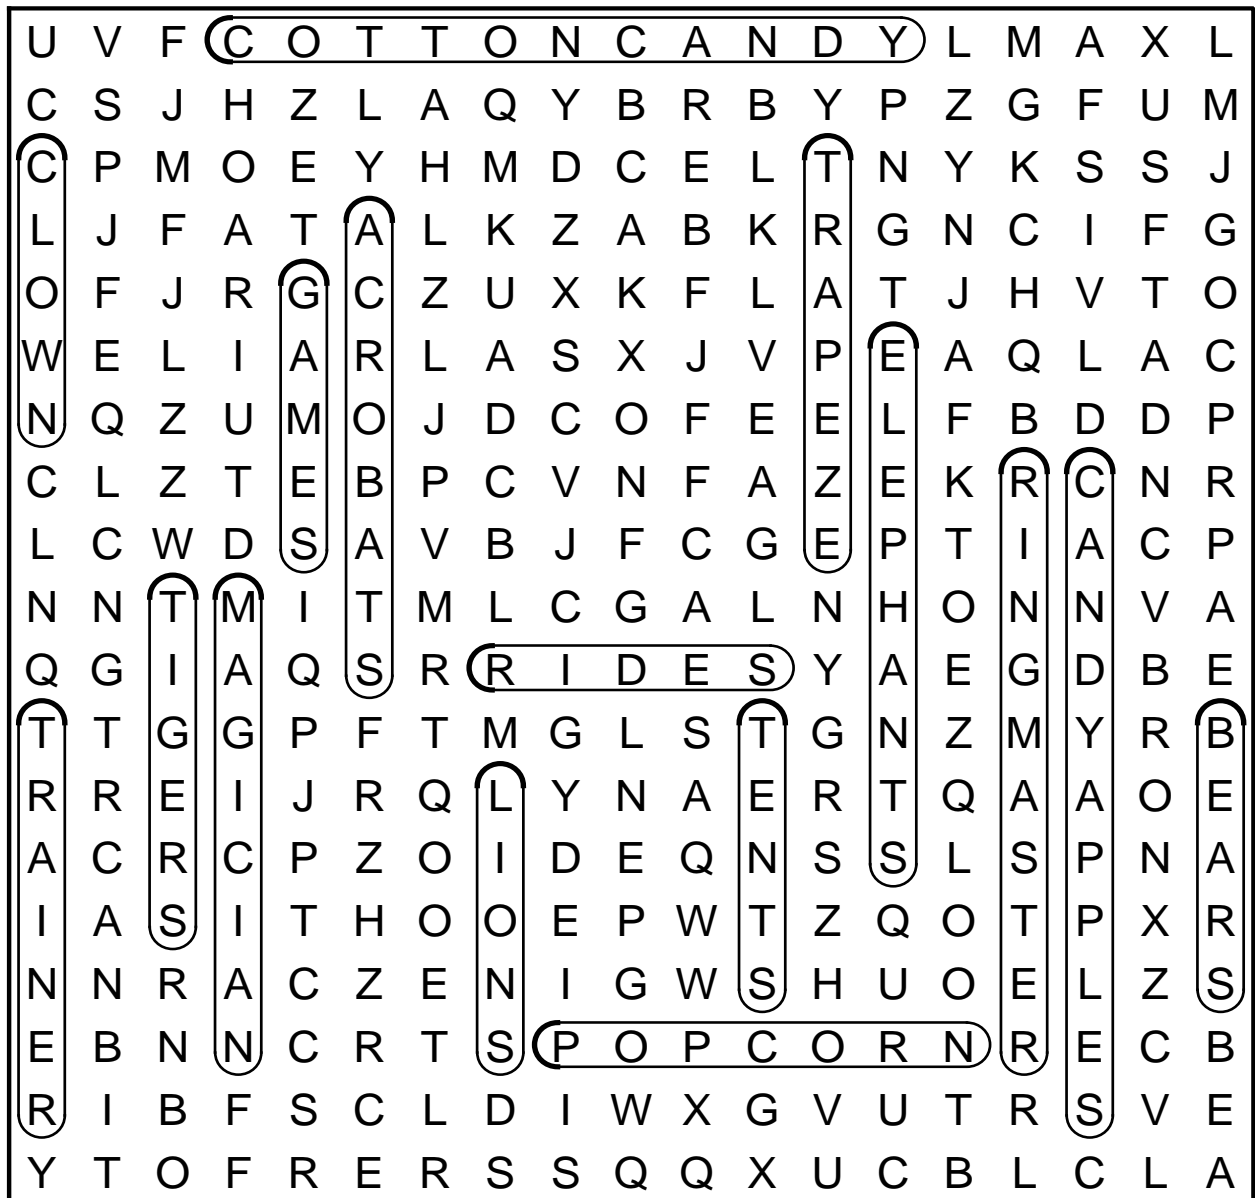 U V F C O T T O N C A N D Y L M A X L
C S J H Z L A Q Y B R B Y P Z G F U M
C P M O E Y H M D C E L T N Y K S S J
L J F A T A L K Z A B K R G N C I F G
O F J R G C Z U X K F L A T J H V T O
W E L I A R L A S X J V P E A Q L A C
N Q Z U M O J D C O F E E L F B D D P
C L Z T E B P C V N F A Z E K R C N R
L C W D S A V B J F C G E P T I A C P
N N T M I T M L C G A L N H O N N V A
Q G I A Q S R R I D E S Y A E G D B E
T T G G P F T M G L S T G N Z M Y R B
R R E I J R Q L Y N A E R T Q A A O E
A C R C P Z O I D E Q N S S L S P N A
I A S I T H O O E P W T Z Q O T P X R
N N R A C Z E N I G W S H U O E L Z S
E B N N C R T S P O P C O R N R E C B
R I B F S C L D I W X G V U T R S V E
Y T O F R E R S S Q Q X U C B L C L A